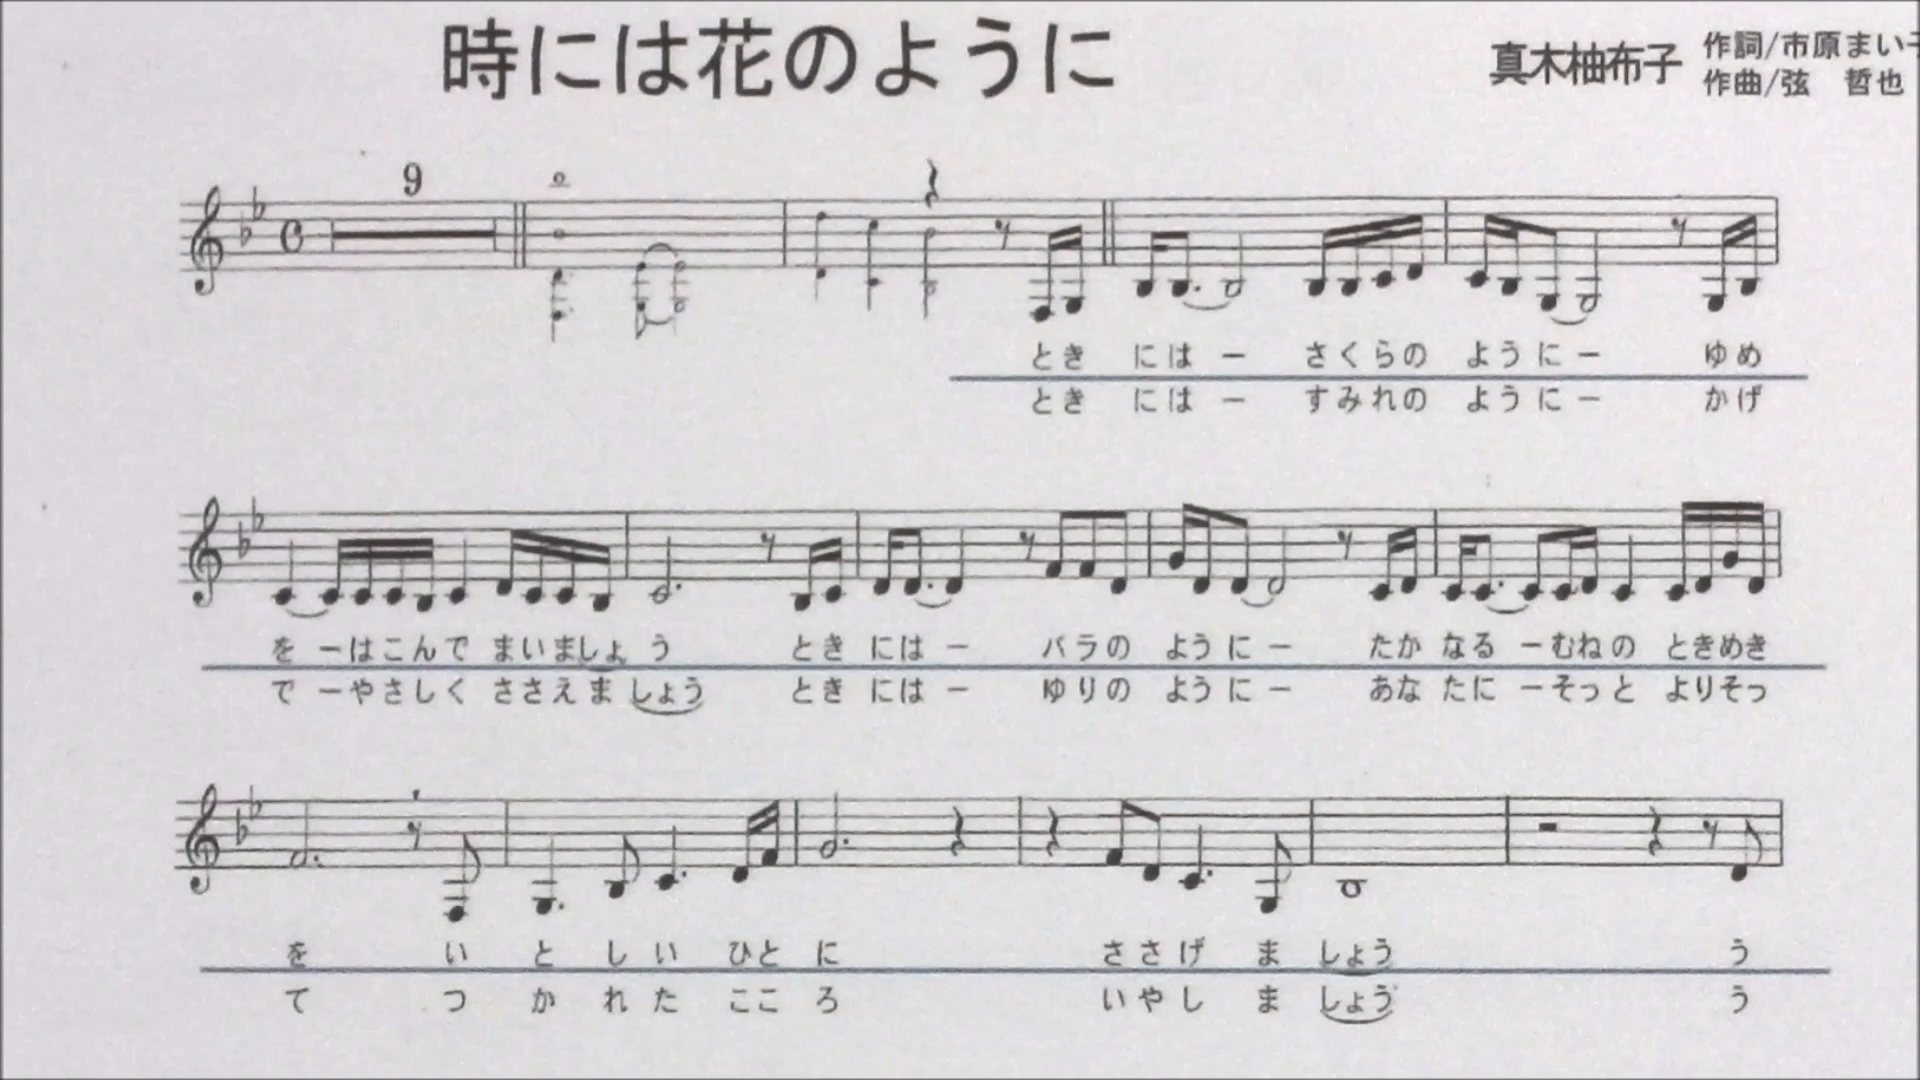 時には花のように
真木柚布子
作詞/市原まい子
作曲/弦 哲也
9
とき には ー さくらの ように ー ゆめ
とき には ー すみれの ように ー かげ
を ーはこんで まいましょ う とき には ー バラの ように ー たか なる ーむねの ときめき
で ーやさしく ささえま しょう とき には ー ゆりの ように ー あな たに ーそっと よりそっ
を い と し い ひと に ささげ ま しょう う
て つ か れ た ここ ろ いやし ま しょう う